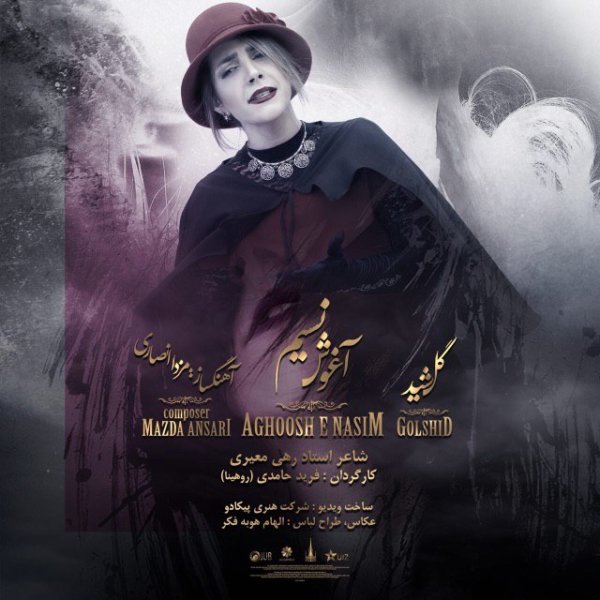 گلشید
آغوش نسیم
آهنگساز: مزدا انصاری
GOLSHID
AGHOOSH E NASIM
composer
MAZDA ANSARI
شاعر استاد رهی معیری
کارگردان : فرید حامدی (روهینا)
ساخت ویدیو : شرکت هنری پیکادو
عکاس، طراح لباس : الهام هوبه فکر